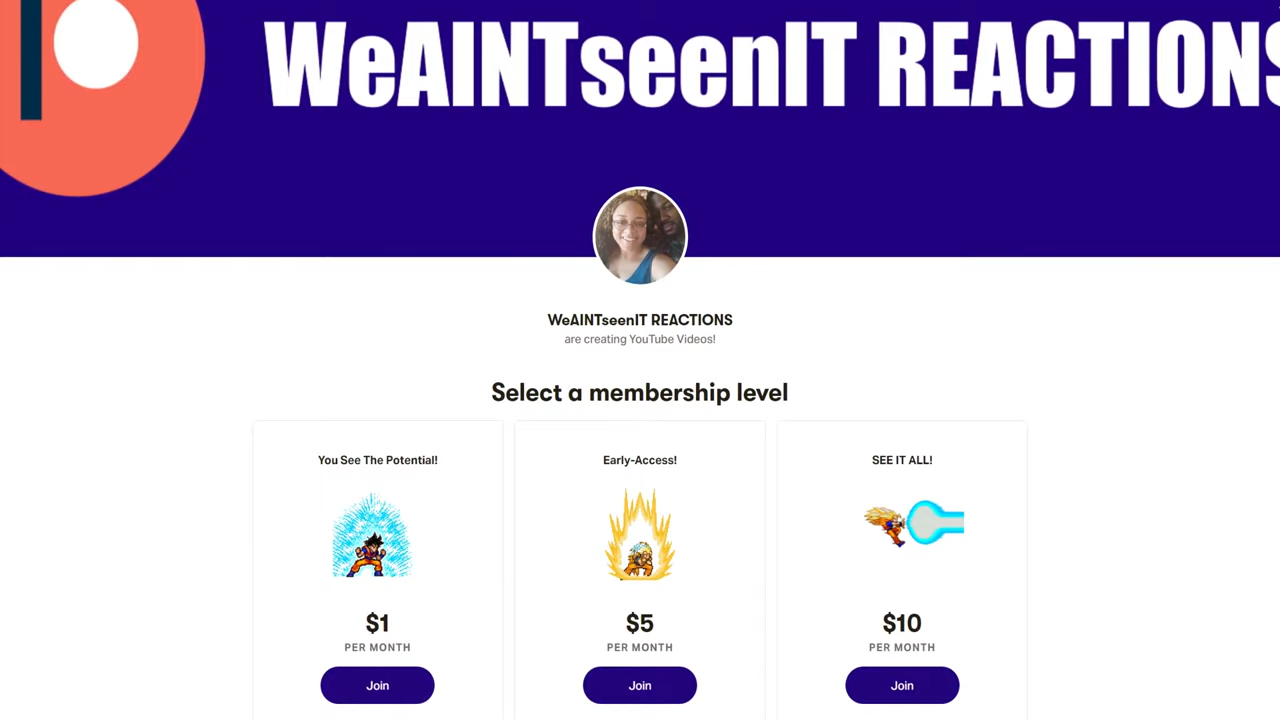 WeAINTseenIT REACTIONS
WeAINTseenIT REACTIONS
are creating YouTube Videos!
Select a membership level
You See The Potential!
$1
PER MONTH
Join
Early-Access!
$5
PER MONTH
Join
SEE IT ALL!
$10
PER MONTH
Join